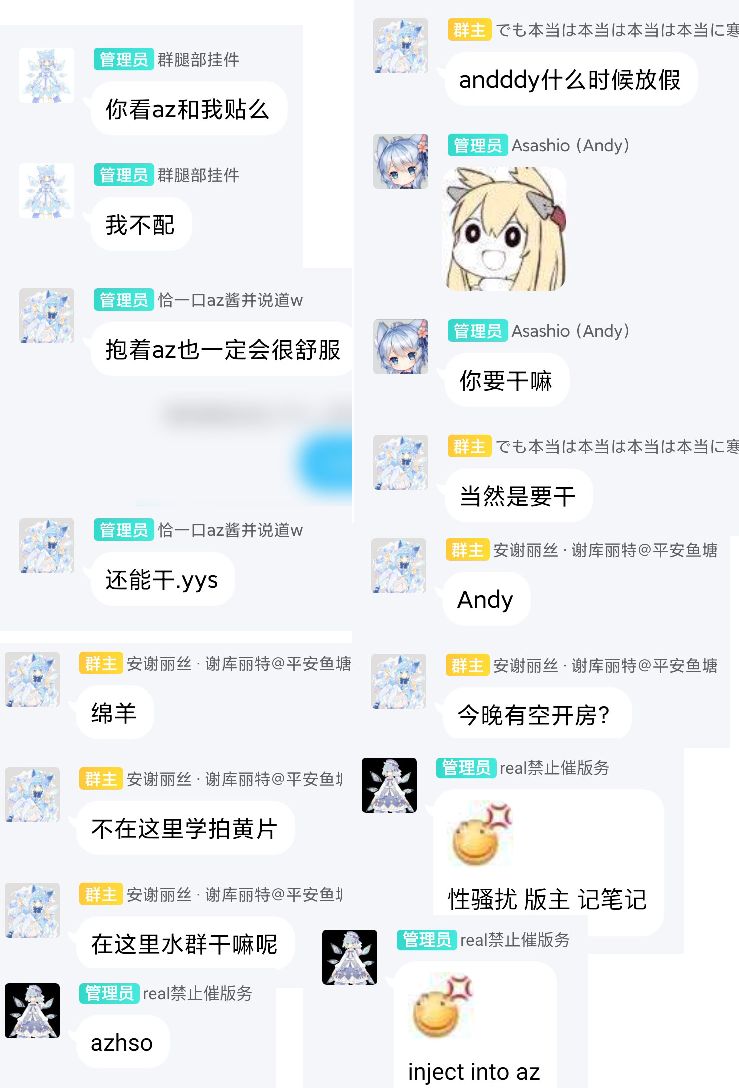 管理员 群腿部挂件
你看az和我贴么
管理员 群腿部挂件
我不配
管理员 恰一口az酱并说道w
抱着az也一定会很舒服
管理员 恰一口az酱并说道w
还能干.yys
群主 安谢丽丝 · 谢库丽特@平安鱼塘
绵羊
群主 安谢丽丝 · 谢库丽特@平安鱼
不在这里学拍黄片
群主 安谢丽丝 · 谢库丽特@平安鱼
在这里水群干嘛呢
管理员 real禁止催版务
azhso
群主 でも本当は本当は本当は本当に寒
andddy什么时候放假
管理员 Asashio (Andy)
管理员 Asashio (Andy)
你要干嘛
群主 でも本当は本当は本当は本当に寒
当然是要干
群主 安谢丽丝 · 谢库丽特@平安鱼塘
Andy
群主 安谢丽丝 · 谢库丽特@平安鱼塘
今晚有空开房?
管理员 real禁止催版务
性骚扰 版主 记笔记
管理员 real禁止催版务
inject into az